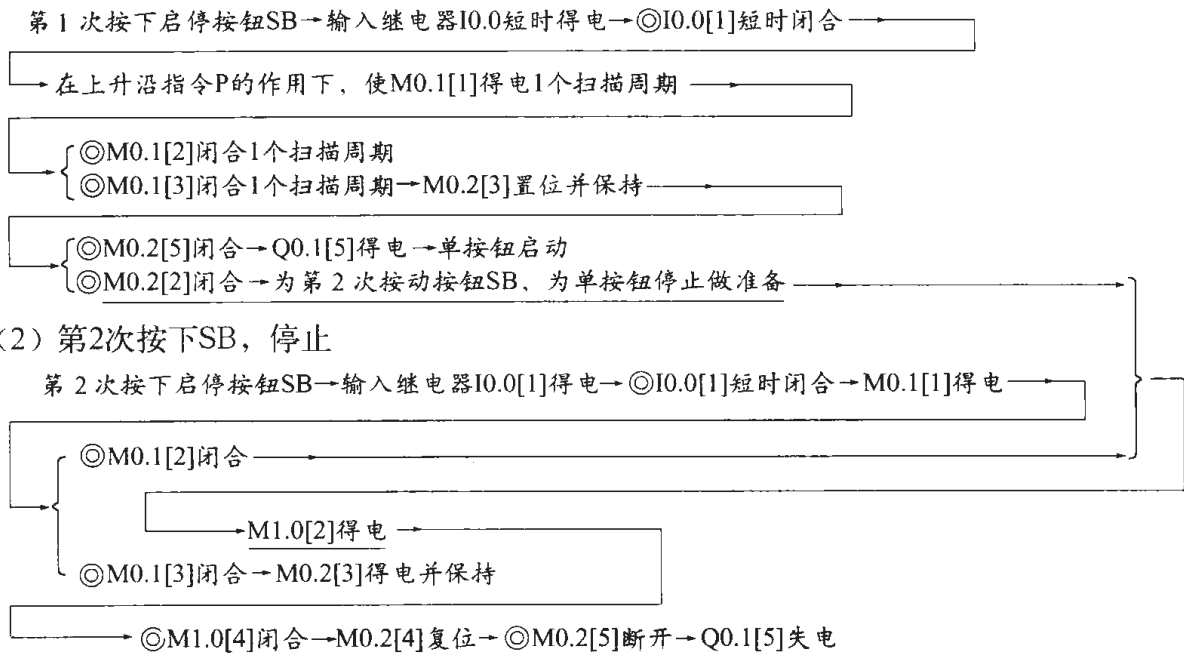 第1次按下启停按钮SB→输入继电器I0.0短时得电→◎I0.0[1]短时闭合
在上升沿指令P的作用下，使M0.1[1]得电1个扫描周期
◎M0.1[2]闭合1个扫描周期
◎M0.1[3]闭合1个扫描周期→M0.2[3]置位并保持
◎M0.2[5]闭合→Q0.1[5]得电→单按钮启动
◎M0.2[2]闭合→为第2次按动按钮SB、为单按钮停止做准备
（2）第2次按下SB，停止
第2次按下启停按钮SB→输入继电器I0.0[1]得电→◎I0.0[1]短时闭合→M0.1[1]得电
◎M0.1[2]闭合
M1.0[2]得电
◎M0.1[3]闭合→M0.2[3]得电并保持
◎M1.0[4]闭合→M0.2[4]复位→◎M0.2[5]断开→Q0.1[5]失电